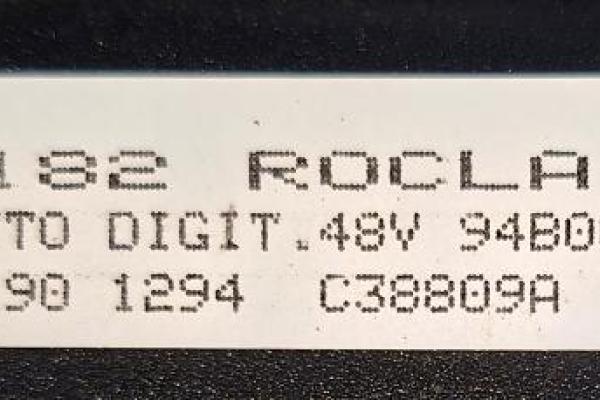 182 ROCLA
TO DIGIT.48V 94B0
90 1294 C38809A